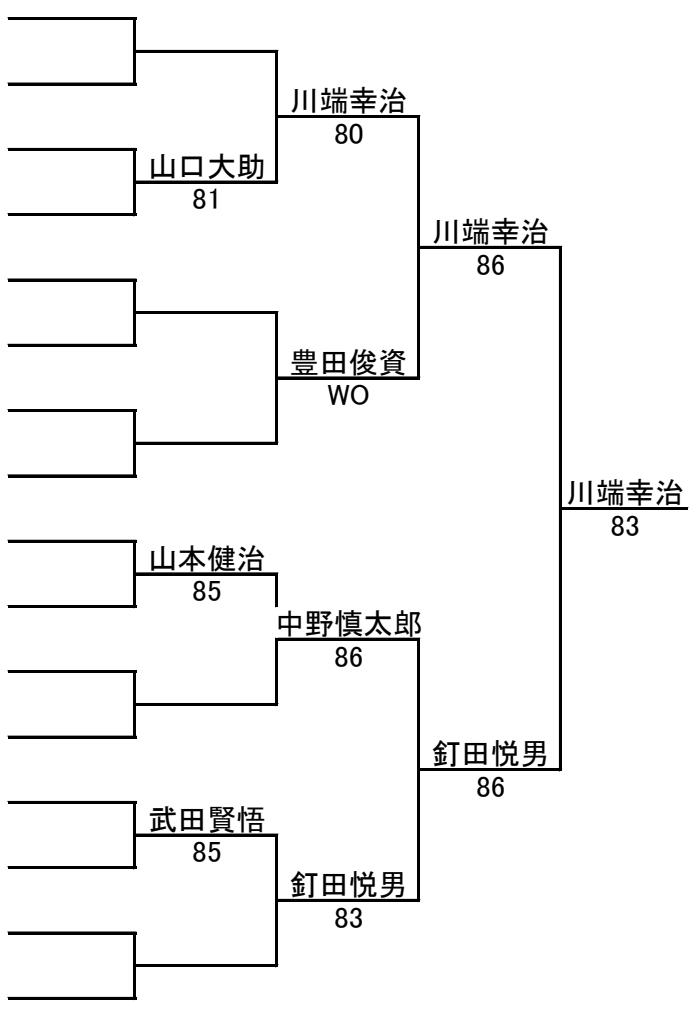 川端幸治
80
山口大助
81
川端幸治
86
豊田俊資
WO
川端幸治
83
山本健治
85
中野慎太郎
86
釘田悦男
86
武田賢悟
85
釘田悦男
83